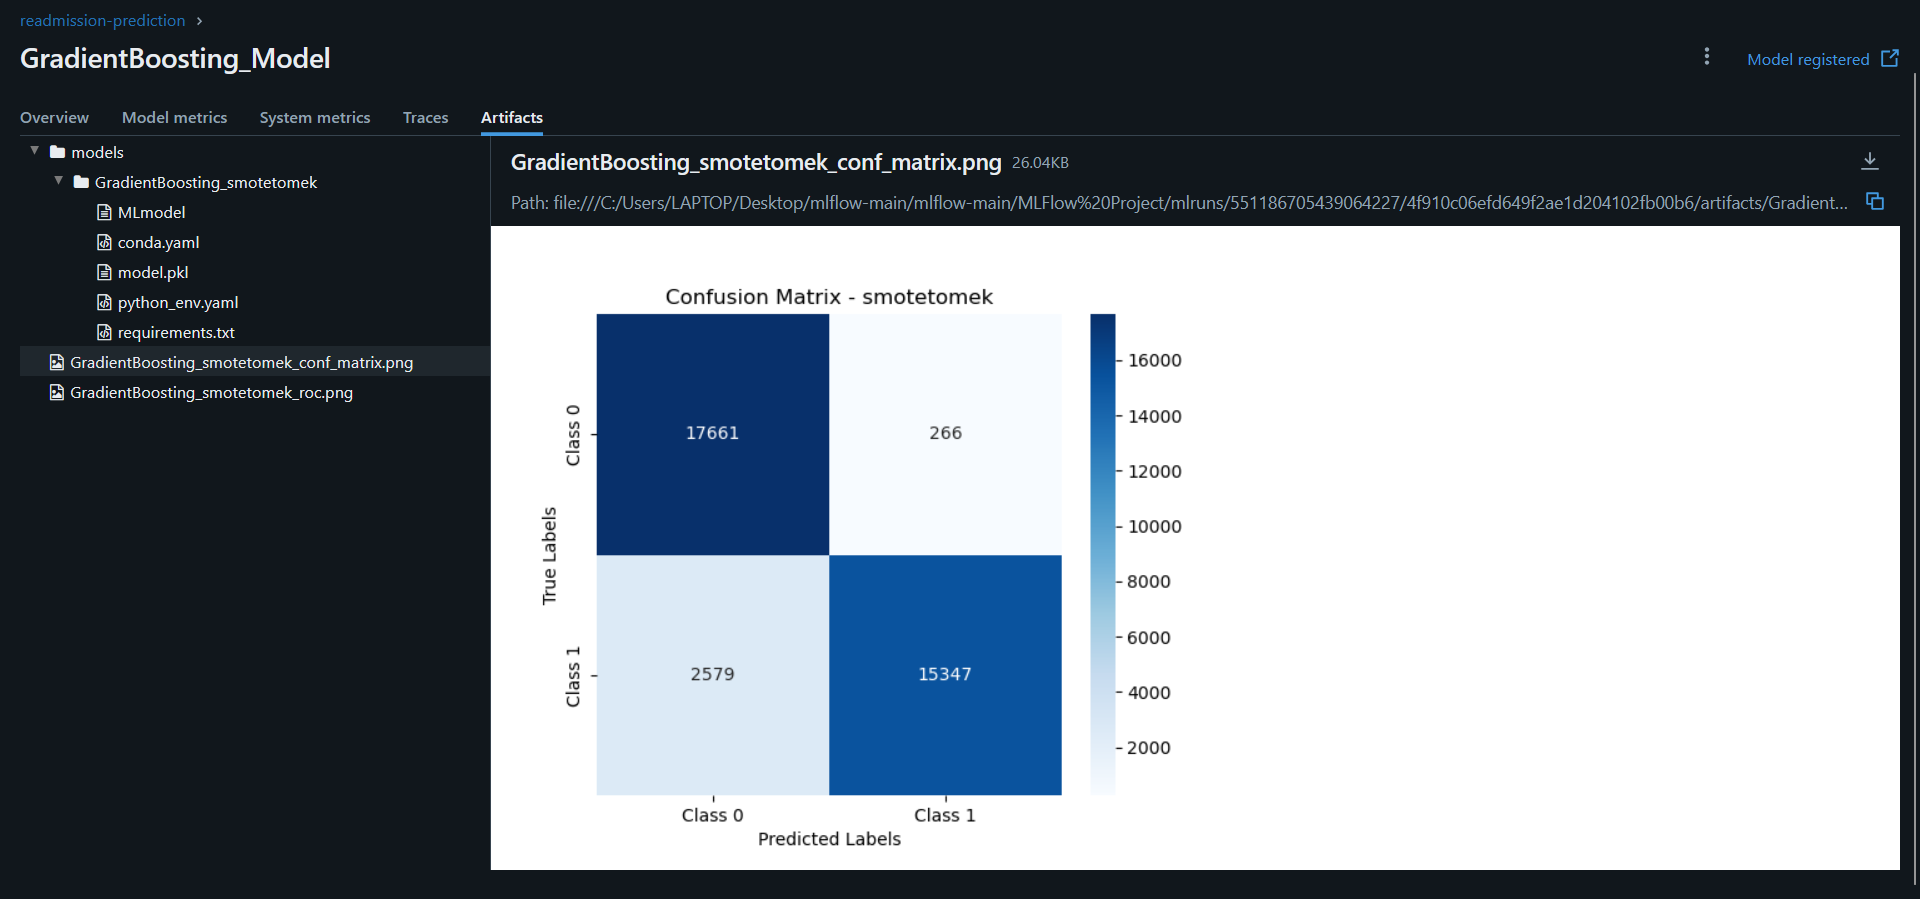 readmission-prediction
GradientBoosting_Model
Model registered
Overview Model metrics System metrics Traces Artifacts
models
GradientBoosting_smotetomek
MLmodel
conda.yaml
model.pkl
python_env.yaml
requirements.txt
GradientBoosting_smotetomek_conf_matrix.png
GradientBoosting_smotetomek_roc.png
GradientBoosting_smotetomek_conf_matrix.png 26.04KB
Path: file:///C:/Users/LAPTOP/Desktop/mlflow-main/mlflow-main/MLFlow%20Project/mlruns/551186705439064227/4f910c06efd649f2ae1d204102fb00b6/artifacts/Gradient...
Confusion Matrix - smotetomek
True Labels
Class 0
17661 266
Class 1
2579 15347
Class 0 Class 1
Predicted Labels
16000
14000
12000
10000
8000
6000
4000
2000